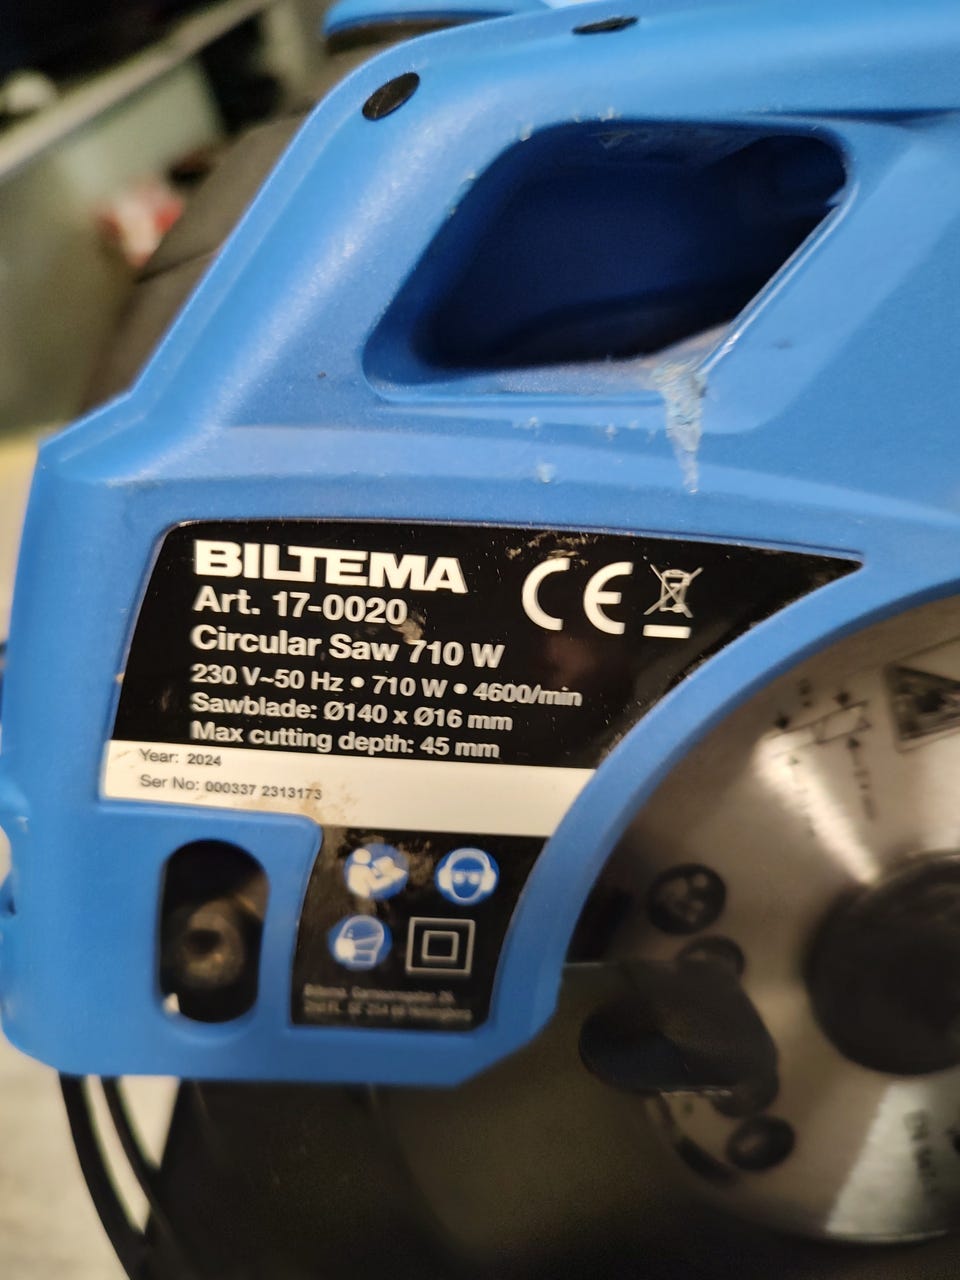 BILTEMA
Art. 17-0020
Circular Saw 710 W
230 V~50 Hz • 710 W • 4600/min
Sawblade: Ø140 x Ø16 mm
Max cutting depth: 45 mm
CE
Year: 2024
Ser No: 000337 2313173